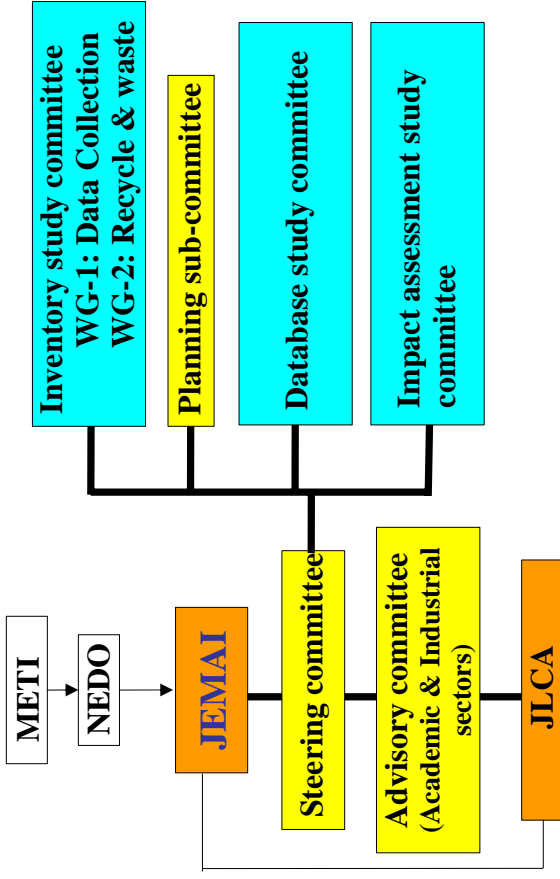 METI
NEDO
JEMAI
Steering committee
Advisory committee
(Academic & Industrial
sectors)
JLCA
Inventory study committee
WG-1: Data Collection
WG-2: Recycle & waste
Planning sub-committee
Database study committee
Impact assessment study
committee